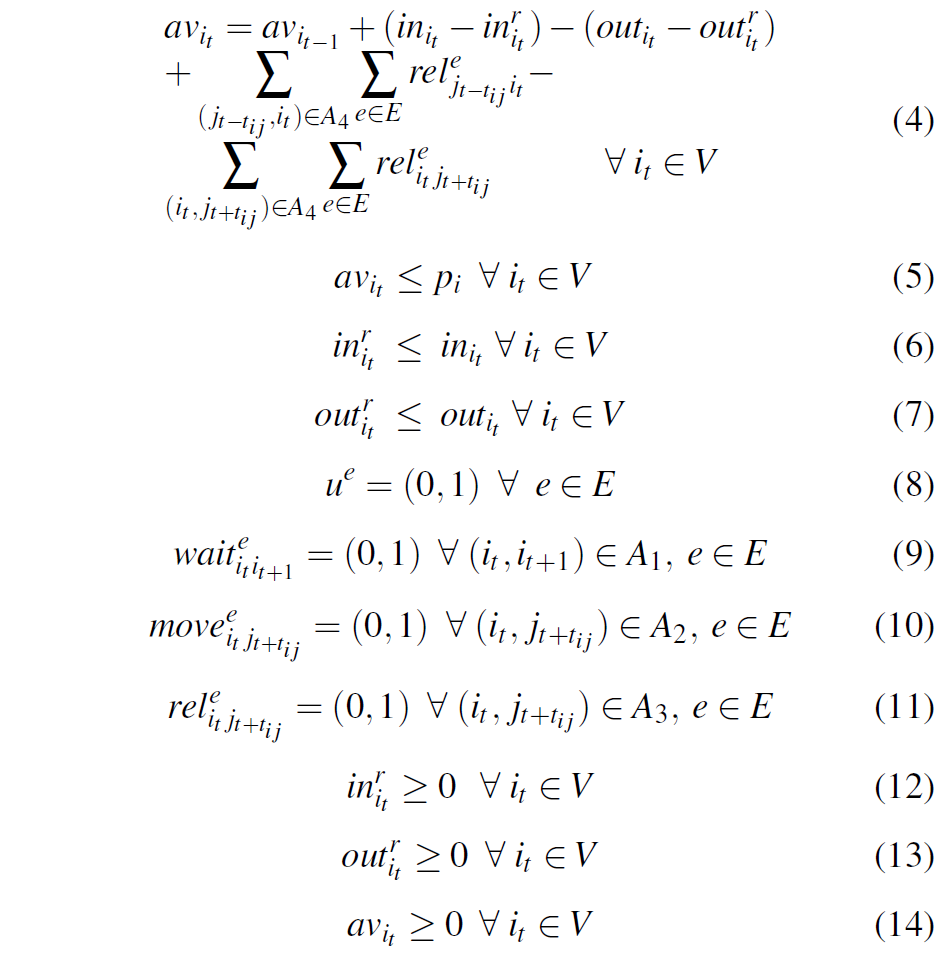 av_{i_t} = av_{i_{t-1}} + (in_{i_t} − in^r_{i_t}) − (out_{i_t} − out^r_{i_t})
+ ∑_{(j_{t−t_{ij}}, i_t)∈A_4} ∑_{e∈E} rel^e_{j_{t−t_{ij}} i_t} −
(4)
∑_{(i_t, j_{t+t_{ij}})∈A_4} ∑_{e∈E} rel^e_{i_t j_{t+t_{ij}}} ∀ i_t ∈ V
av_{i_t} ≤ p_i ∀ i_t ∈ V (5)
in^r_{i_t} ≤ in_{i_t} ∀ i_t ∈ V (6)
out^r_{i_t} ≤ out_{i_t} ∀ i_t ∈ V (7)
u^e = (0,1) ∀ e ∈ E (8)
wait^e_{i_t i_{t+1}} = (0,1) ∀ (i_t, i_{t+1}) ∈ A_1, e ∈ E (9)
move^e_{i_t j_{t+t_{ij}}} = (0,1) ∀ (i_t, j_{t+t_{ij}}) ∈ A_2, e ∈ E (10)
rel^e_{i_t j_{t+t_{ij}}} = (0,1) ∀ (i_t, j_{t+t_{ij}}) ∈ A_3, e ∈ E (11)
in^r_{i_t} ≥ 0 ∀ i_t ∈ V (12)
out^r_{i_t} ≥ 0 ∀ i_t ∈ V (13)
av_{i_t} ≥ 0 ∀ i_t ∈ V (14)